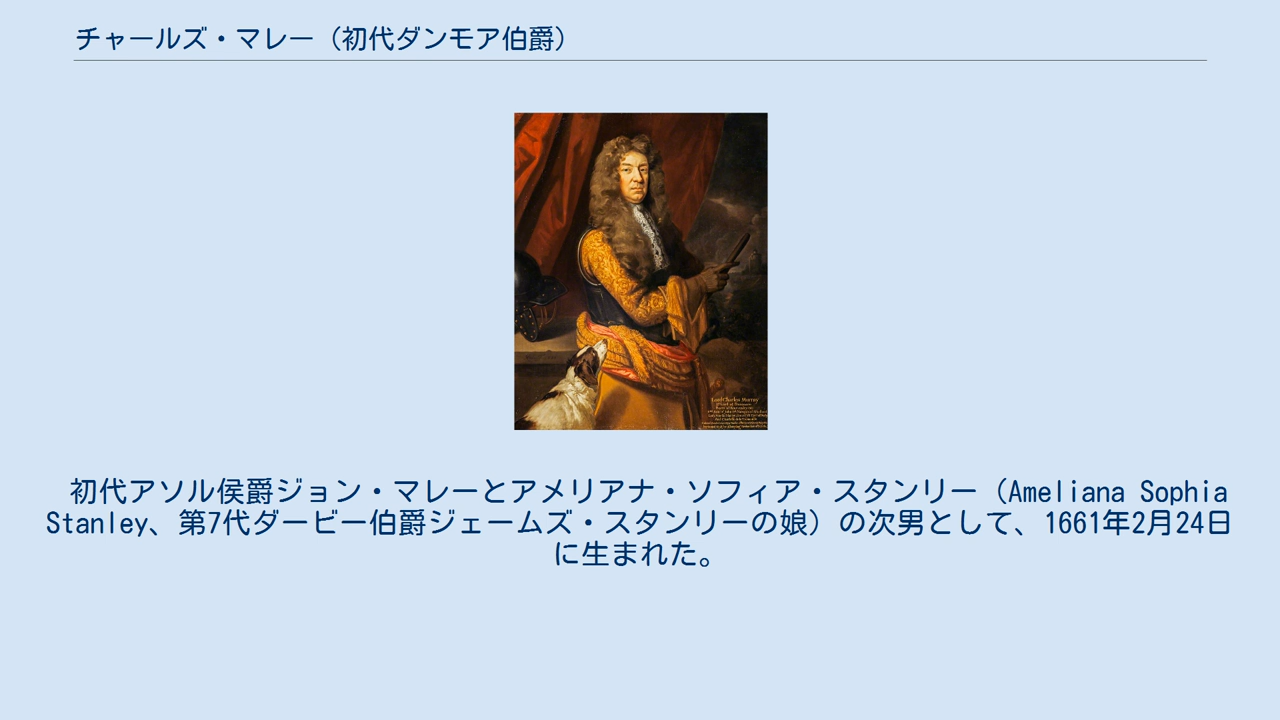 チャールズ・マレー（初代ダンモア伯爵）
Lord Charles Murray
初代アソル侯爵ジョン・マレーとアメリアナ・ソフィア・スタンリー（Ameliana Sophia
Stanley、第7代ダービー伯爵ジェームズ・スタンリーの娘）の次男として、1661年2月24日
に生まれた。